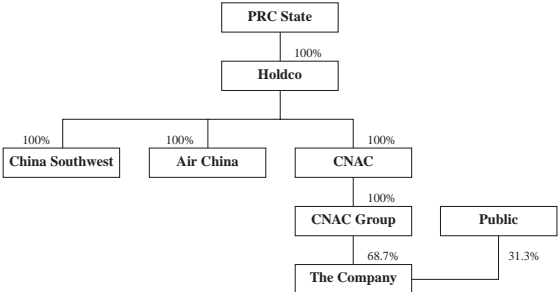 PRC State
100%
Holdco
100%
100%
100%
China Southwest
Air China
CNAC
100%
CNAC Group
Public
68.7%
31.3%
The Company